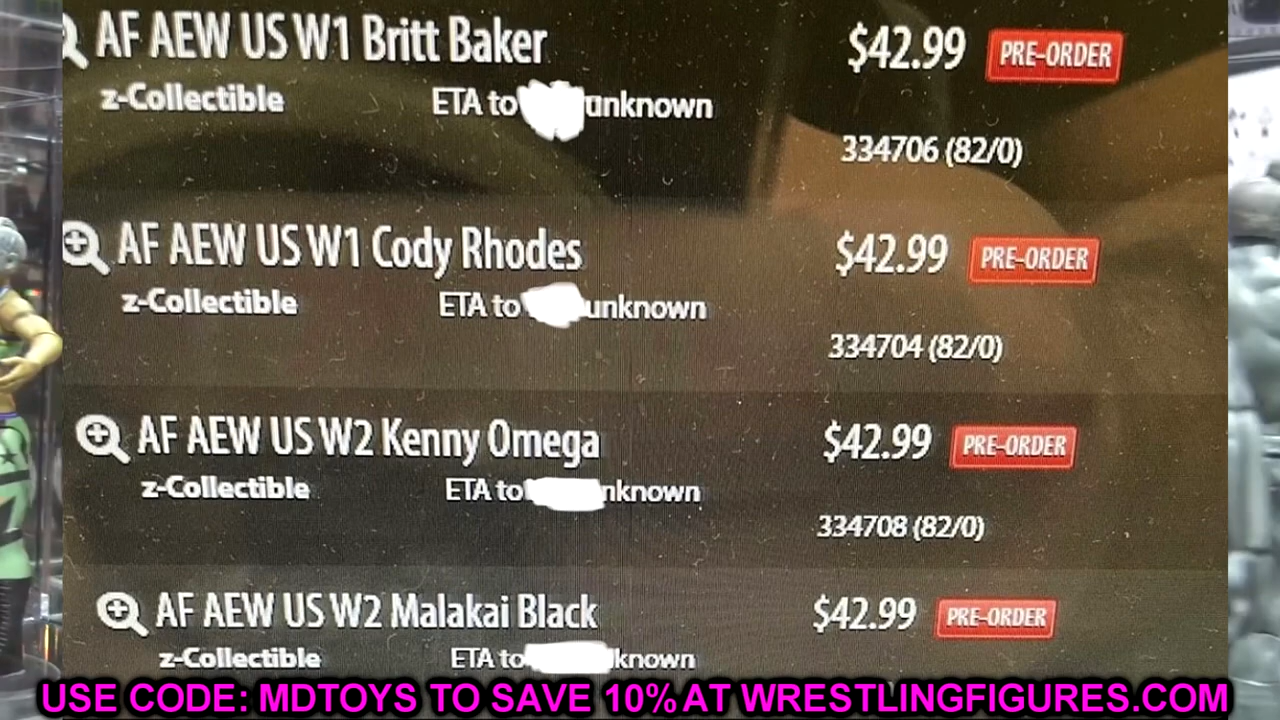 AF AEW US W1 Britt Baker $42.99 PRE-ORDER
z-Collectible ETA to unknown
334706 (82/0)
AF AEW US W1 Cody Rhodes $42.99 PRE-ORDER
z-Collectible ETA to unknown
334704 (82/0)
AF AEW US W2 Kenny Omega $42.99 PRE-ORDER
z-Collectible ETA to nknown
334708 (82/0)
AF AEW US W2 Malakai Black $42.99 PRE-ORDER
z-Collectible ETA to known
USE CODE: MDTOYS TO SAVE 10% AT WRESTLINGFIGURES.COM